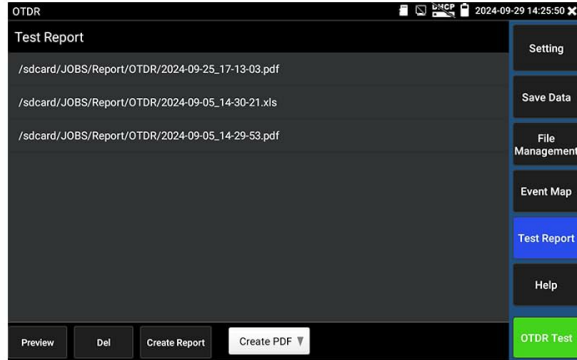 OTDR
DHCP
2024-09-29 14:25:50
Test Report
/sdcard/JOBS/Report/OTDR/2024-09-25_17-13-03.pdf
/sdcard/JOBS/Report/OTDR/2024-09-05_14-30-21.xls
/sdcard/JOBS/Report/OTDR/2024-09-05_14-29-53.pdf
Setting
Save Data
File
Management
Event Map
Test Report
Help
OTDR Test
Preview
Del
Create Report
Create PDF